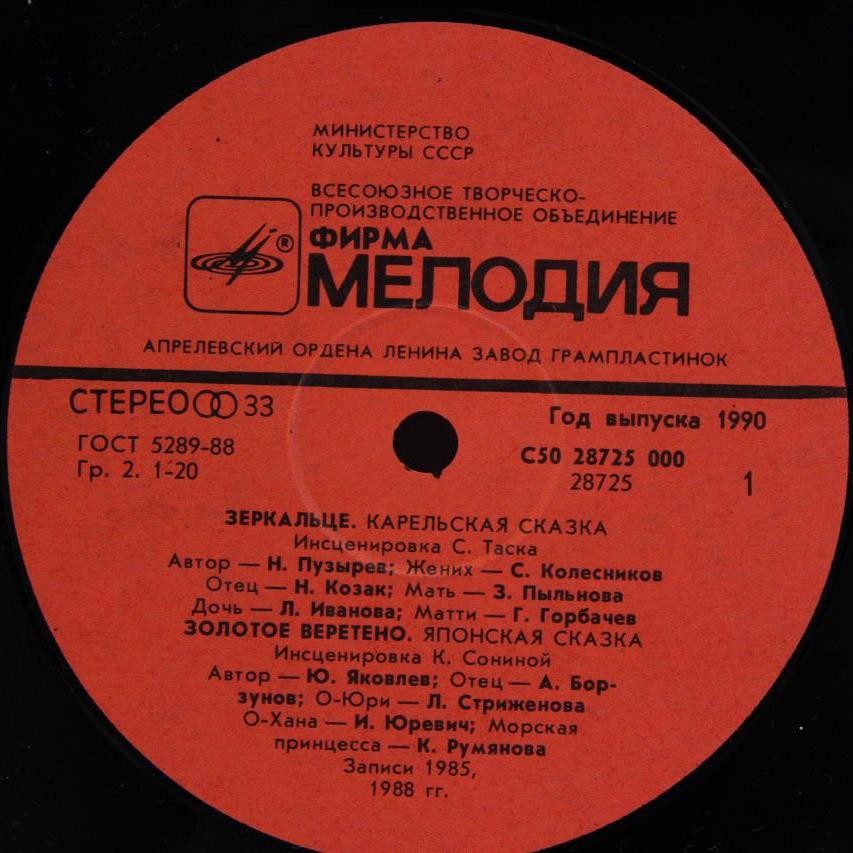 МИНИСТЕРСТВО
КУЛЬТУРЫ СССР
ВСЕСОЮЗНОЕ ТВОРЧЕСКО-
ПРОИЗВОДСТВЕННОЕ ОБЪЕДИНЕНИЕ
®
ФИРМА
МЕЛОДИЯ
АПРЕЛЕВСКИЙ ОРДЕНА ЛЕНИНА ЗАВОД ГРАМПЛАСТИНОК
СТЕРЕО 33
ГОСТ 5289-88
Гр. 2. 1-20
Год выпуска 1990
С50 28725 000
28725
1
ЗЕРКАЛЬЦЕ. КАРЕЛЬСКАЯ СКАЗКА
Инсценировка С. Таска
Автор — Н. Пузырев; Жених — С. Колесников
Отец — Н. Козак; Мать — З. Пыльнова
Дочь — Л. Иванова; Матти — Г. Горбачев
ЗОЛОТОЕ ВЕРЕТЕНО. ЯПОНСКАЯ СКАЗКА
Инсценировка К. Сониной
Автор — Ю. Яковлев; Отец — А. Бор-
зунов; О-Юри — Л. Стриженова
О-Хана — И. Юревич; Морская
принцесса — К. Румянова
Записи 1985,
1988 гг.